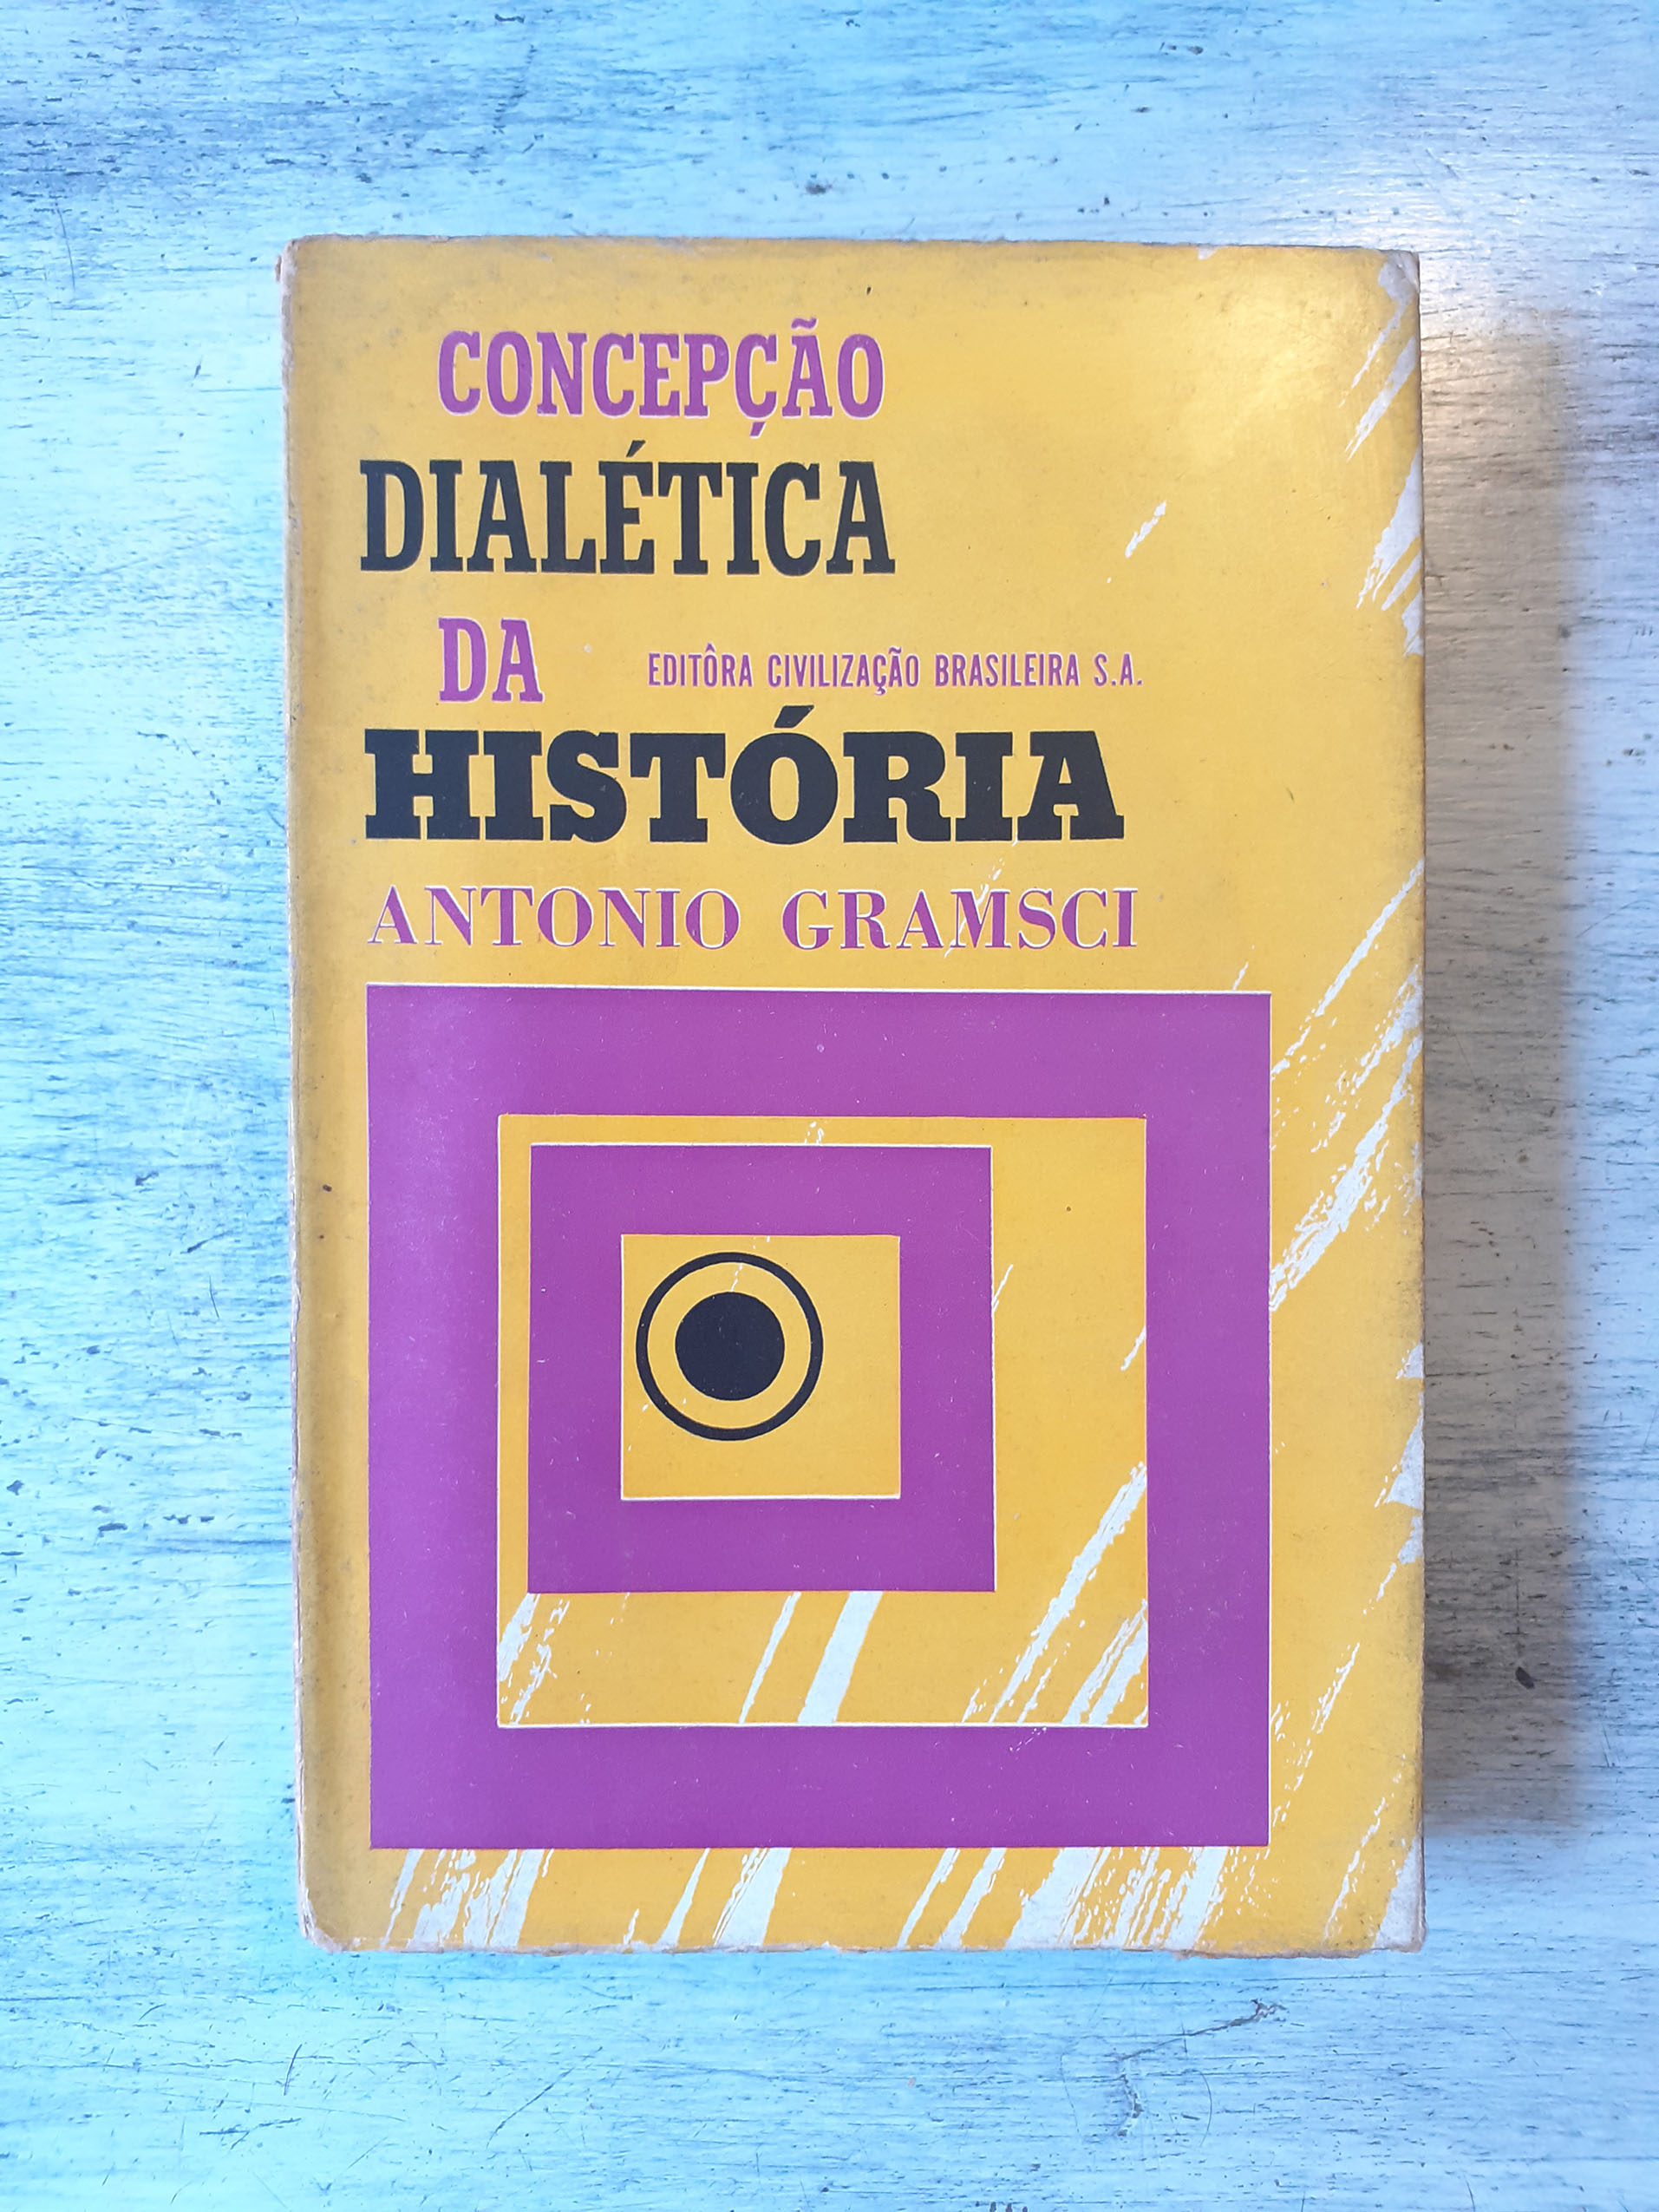 CONCEPÇÃO
DIALÉTICA
DA
EDITÔRA CIVILIZAÇÃO BRASILEIRA S.A.
HISTÓRIA
ANTONIO GRAMSCI